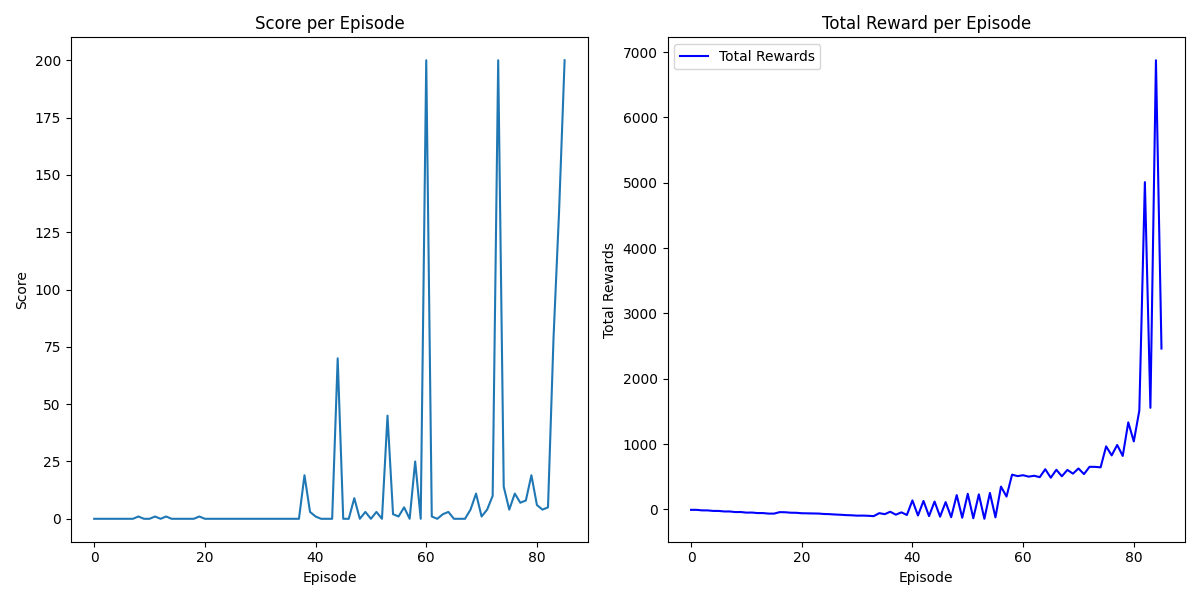 Score per Episode
200
175
150
125
100
75
50
25
0
Score
0 20 40 60 80
Episode
Total Reward per Episode
Total Rewards
7000
6000
5000
4000
3000
2000
1000
0
Total Rewards
0 20 40 60 80
Episode